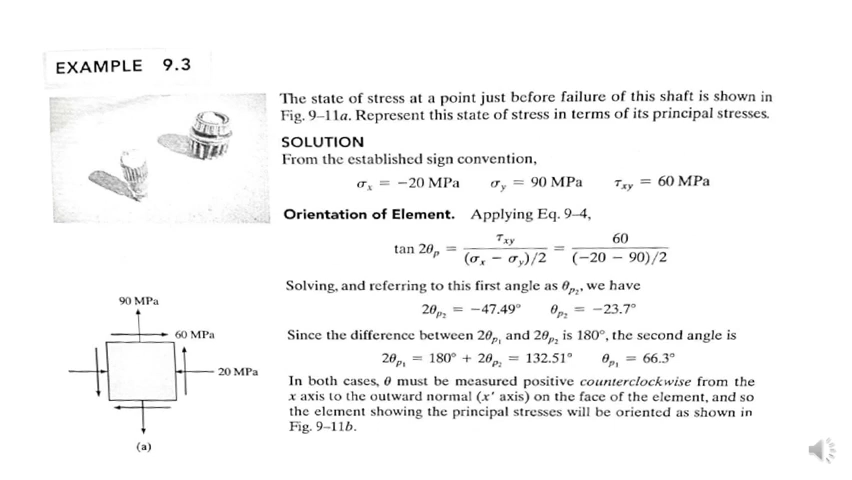 EXAMPLE 9.3
The state of stress at a point just before failure of this shaft is shown in
Fig. 9–11a. Represent this state of stress in terms of its principal stresses.
SOLUTION
From the established sign convention,
σx = −20 MPa σy = 90 MPa τxy = 60 MPa
Orientation of Element. Applying Eq. 9–4,
tan 2θp = τxy / (σx − σy)/2 = 60 / (−20 − 90)/2
Solving, and referring to this first angle as θp2, we have
2θp2 = −47.49° θp2 = −23.7°
Since the difference between 2θp1 and 2θp2 is 180°, the second angle is
2θp1 = 180° + 2θp2 = 132.51° θp1 = 66.3°
In both cases, θ must be measured positive counterclockwise from the
x axis to the outward normal (x′ axis) on the face of the element, and so
the element showing the principal stresses will be oriented as shown in
Fig. 9–11b.
90 MPa
60 MPa
20 MPa
(a)